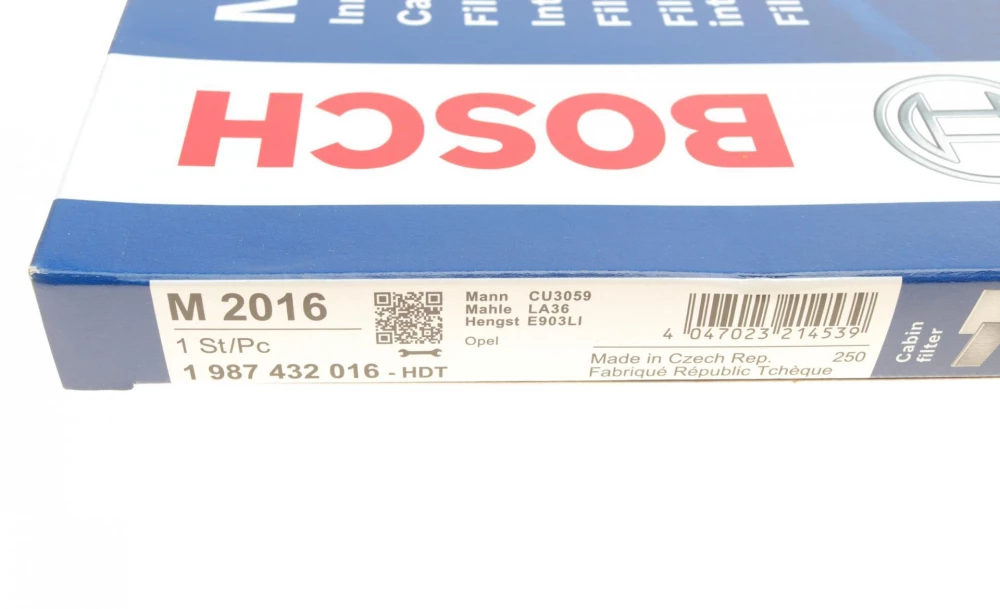 BOSCH
M 2016
1 St/Pc
1 987 432 016 - HDT
Mann CU3059
Mahle LA36
Hengst E903LI
Opel
4 047023 214539
Made in Czech Rep. 250
Fabriqué Républic Tchèque
Cabin
filter